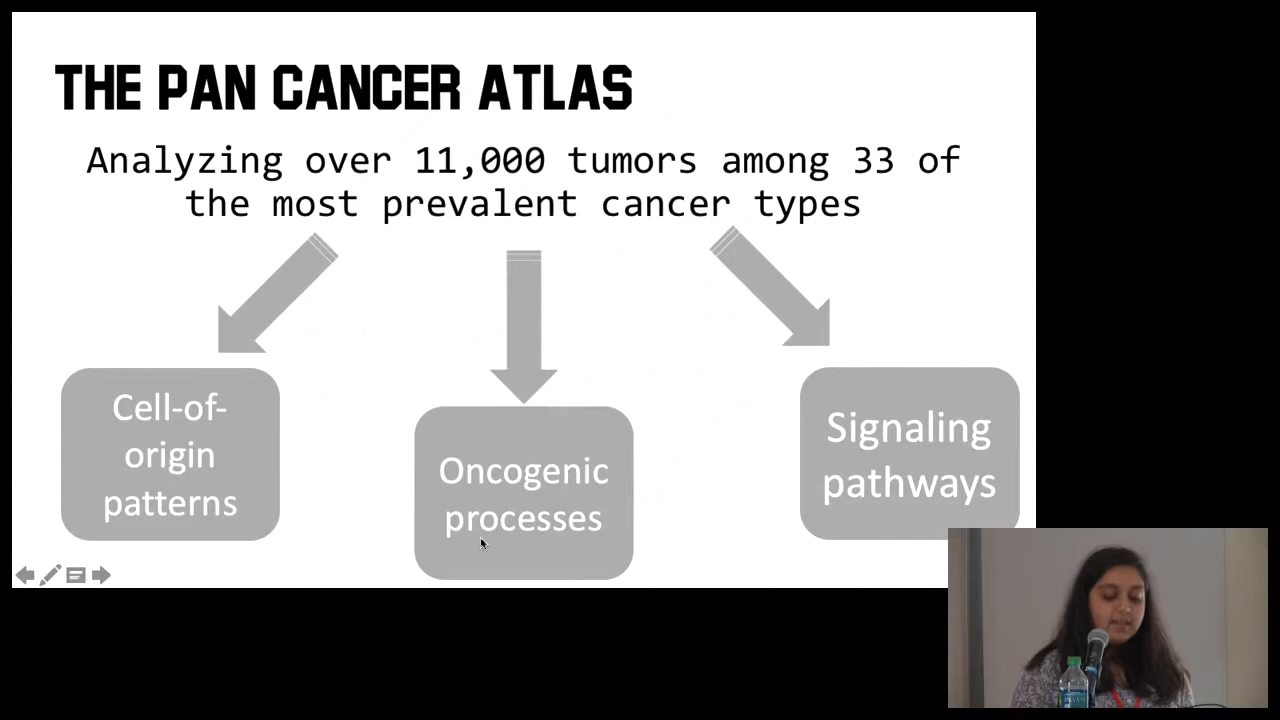 THE PAN CANCER ATLAS
Analyzing over 11,000 tumors among 33 of
the most prevalent cancer types
Cell-of-
origin
patterns
Oncogenic
processes
Signaling
pathways